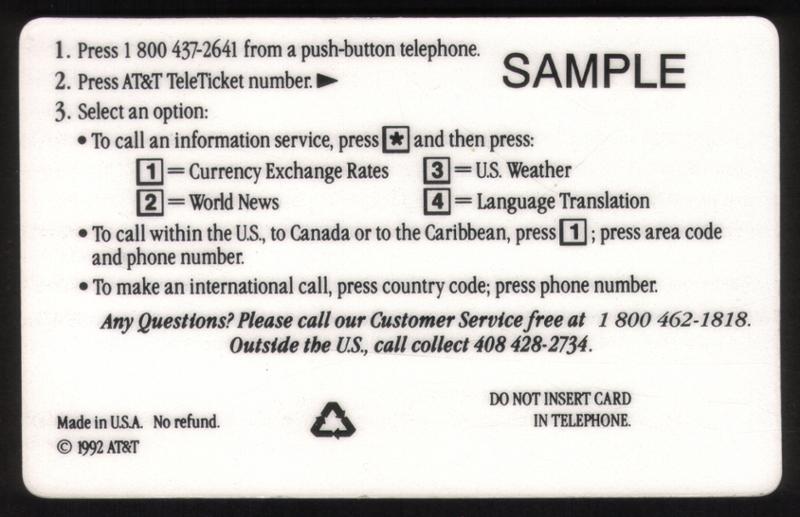 1. Press 1 800 437-2641 from a push-button telephone.
SAMPLE
2. Press AT&T TeleTicket number. ▶
3. Select an option:
• To call an information service, press * and then press:
1 = Currency Exchange Rates 3 = U.S. Weather
2 = World News 4 = Language Translation
• To call within the U.S., to Canada or to the Caribbean, press 1 ; press area code
and phone number.
• To make an international call, press country code; press phone number.
Any Questions? Please call our Customer Service free at 1 800 462-1818.
Outside the U.S., call collect 408 428-2734.
DO NOT INSERT CARD
IN TELEPHONE.
Made in U.S.A. No refund.
© 1992 AT&T